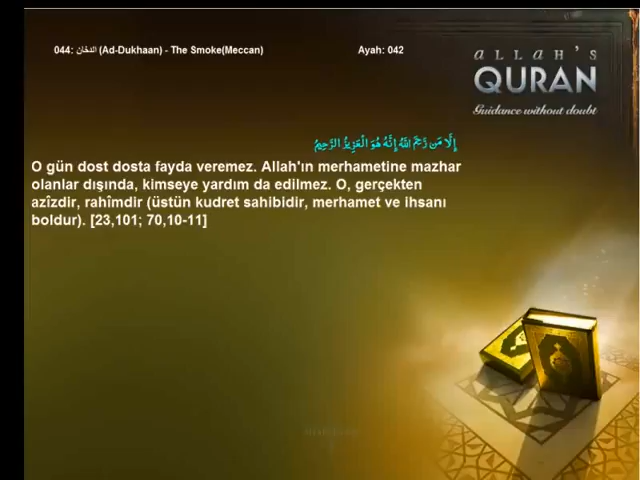 044: الدخان (Ad-Dukhaan) - The Smoke(Meccan) Ayah: 042
ALLAH'S
QURAN
Guidance without doubt
إِلَّا مَن رَّحِمَ اللَّهُ إِنَّهُ هُوَ الْعَزِيزُ الرَّحِيمُ
O gün dost dosta fayda veremez. Allah'ın merhametine mazhar
olanlar dışında, kimseye yardım da edilmez. O, gerçekten
azîzdir, rahîmdir (üstün kudret sahibidir, merhamet ve ihsanı
boldur). [23,101; 70,10-11]